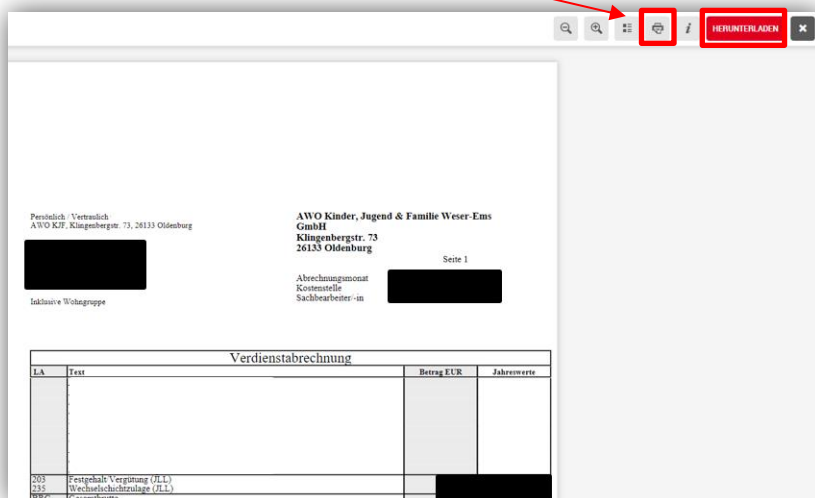 i HERUNTERLADEN ×
Persönlich / Vertraulich
AWO KJF, Klingenbergstr. 73, 26133 Oldenburg
AWO Kinder, Jugend & Familie Weser-Ems
GmbH
Klingenbergstr. 73
26133 Oldenburg
Seite 1
Abrechnungsmonat
Kostenstelle
Sachbearbeiter/-in
Inklusive Wohngruppe
Verdienstabrechnung
LA Text Betrag EUR Jahreswerte
203 Festgehalt/Vergütung (JLL)
235 Wechselschichtzulage (JLL)